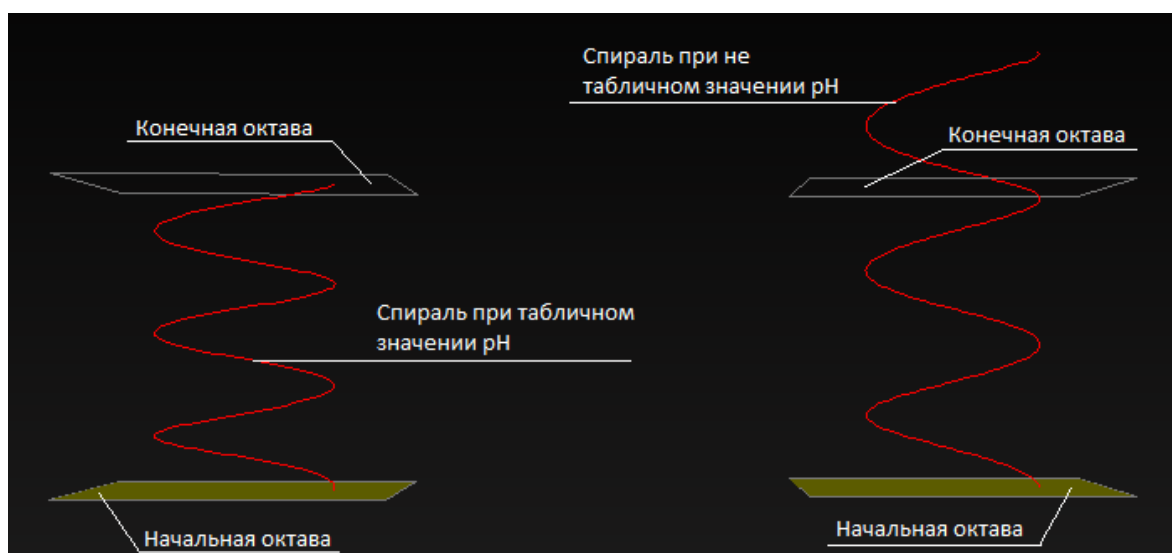 Конечная октава
Спираль при табличном
значении pH
Начальная октава
Спираль при не
табличном значении pH
Конечная октава
Начальная октава